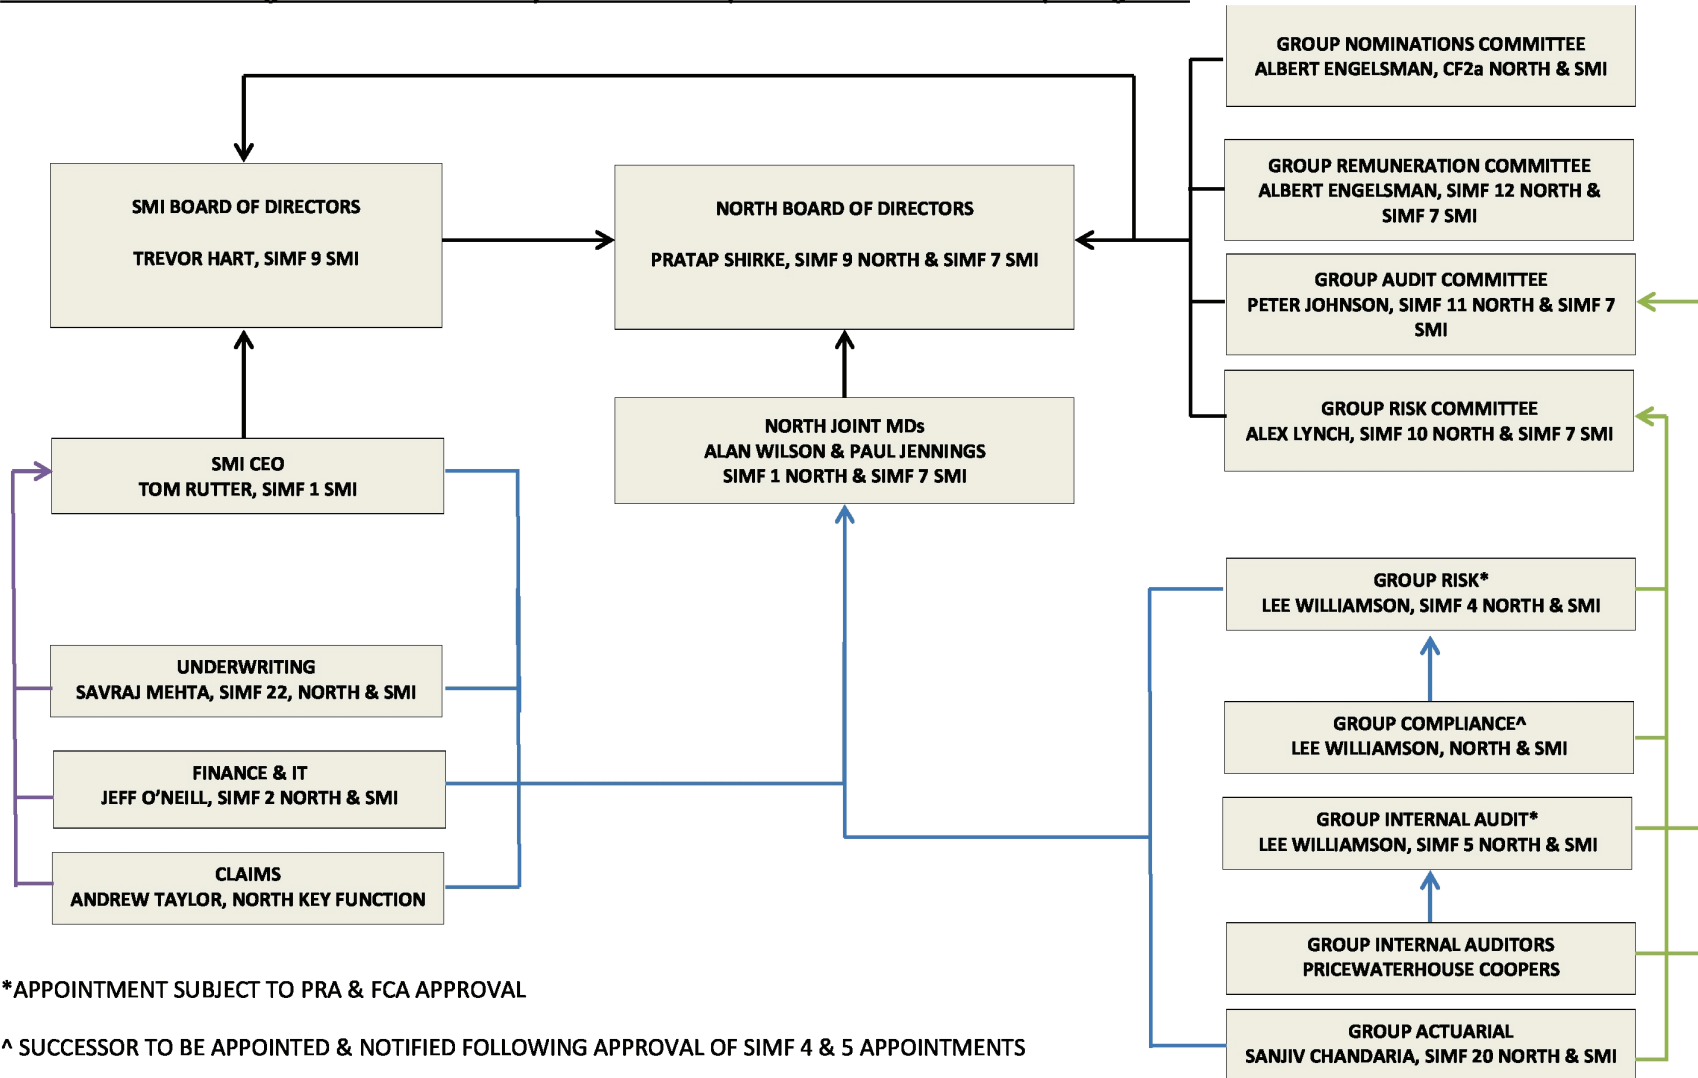 GROUP NOMINATIONS COMMITTEE
ALBERT ENGELSMAN, CF2a NORTH & SMI
GROUP REMUNERATION COMMITTEE
ALBERT ENGELSMAN, SIMF 12 NORTH &
SIMF 7 SMI
SMI BOARD OF DIRECTORS
TREVOR HART, SIMF 9 SMI
NORTH BOARD OF DIRECTORS
PRATAP SHIRKE, SIMF 9 NORTH & SIMF 7 SMI
GROUP AUDIT COMMITTEE
PETER JOHNSON, SIMF 11 NORTH & SIMF 7
SMI
GROUP RISK COMMITTEE
ALEX LYNCH, SIMF 10 NORTH & SIMF 7 SMI
NORTH JOINT MDs
ALAN WILSON & PAUL JENNINGS
SIMF 1 NORTH & SIMF 7 SMI
SMI CEO
TOM RUTTER, SIMF 1 SMI
GROUP RISK*
LEE WILLIAMSON, SIMF 4 NORTH & SMI
UNDERWRITING
SAVRAJ MEHTA, SIMF 22, NORTH & SMI
GROUP COMPLIANCE^
LEE WILLIAMSON, NORTH & SMI
FINANCE & IT
JEFF O'NEILL, SIMF 2 NORTH & SMI
GROUP INTERNAL AUDIT*
LEE WILLIAMSON, SIMF 5 NORTH & SMI
CLAIMS
ANDREW TAYLOR, NORTH KEY FUNCTION
GROUP INTERNAL AUDITORS
PRICEWATERHOUSE COOPERS
GROUP ACTUARIAL
SANJIV CHANDARIA, SIMF 20 NORTH & SMI
*APPOINTMENT SUBJECT TO PRA & FCA APPROVAL
^ SUCCESSOR TO BE APPOINTED & NOTIFIED FOLLOWING APPROVAL OF SIMF 4 & 5 APPOINTMENTS